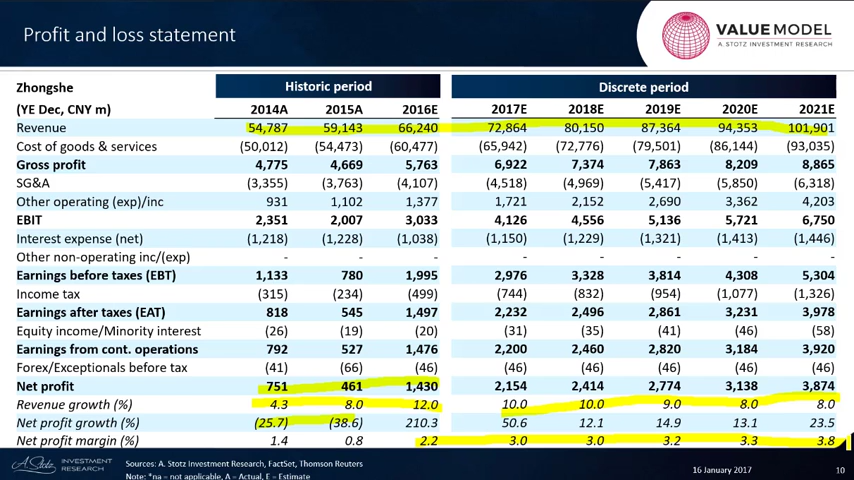 Profit and loss statement
VALUE MODEL
A. STOTZ INVESTMENT RESEARCH
Zhongshe Historic period Discrete period
(YE Dec, CNY m) 2014A 2015A 2016E 2017E 2018E 2019E 2020E 2021E
Revenue 54,787 59,143 66,240 72,864 80,150 87,364 94,353 101,901
Cost of goods & services (50,012) (54,473) (60,477) (65,942) (72,776) (79,501) (86,144) (93,035)
Gross profit 4,775 4,669 5,763 6,922 7,374 7,863 8,209 8,865
SG&A (3,355) (3,763) (4,107) (4,518) (4,969) (5,417) (5,850) (6,318)
Other operating (exp)/inc 931 1,102 1,377 1,721 2,152 2,690 3,362 4,203
EBIT 2,351 2,007 3,033 4,126 4,556 5,136 5,721 6,750
Interest expense (net) (1,218) (1,228) (1,038) (1,150) (1,229) (1,321) (1,413) (1,446)
Other non-operating inc/(exp) - - - - - - - -
Earnings before taxes (EBT) 1,133 780 1,995 2,976 3,328 3,814 4,308 5,304
Income tax (315) (234) (499) (744) (832) (954) (1,077) (1,326)
Earnings after taxes (EAT) 818 545 1,497 2,232 2,496 2,861 3,231 3,978
Equity income/Minority interest (26) (19) (20) (31) (35) (41) (46) (58)
Earnings from cont. operations 792 527 1,476 2,200 2,460 2,820 3,184 3,920
Forex/Exceptionals before tax (41) (66) (46) (46) (46) (46) (46) (46)
Net profit 751 461 1,430 2,154 2,414 2,774 3,138 3,874
Revenue growth (%) 4.3 8.0 12.0 10.0 10.0 9.0 8.0 8.0
Net profit growth (%) (25.7) (38.6) 210.3 50.6 12.1 14.9 13.1 23.5
Net profit margin (%) 1.4 0.8 2.2 3.0 3.0 3.2 3.3 3.8
A. Stotz INVESTMENT RESEARCH
Sources: A. Stotz Investment Research, FactSet, Thomson Reuters
Note: *na = not applicable, A = Actual, E = Estimate
16 January 2017 10